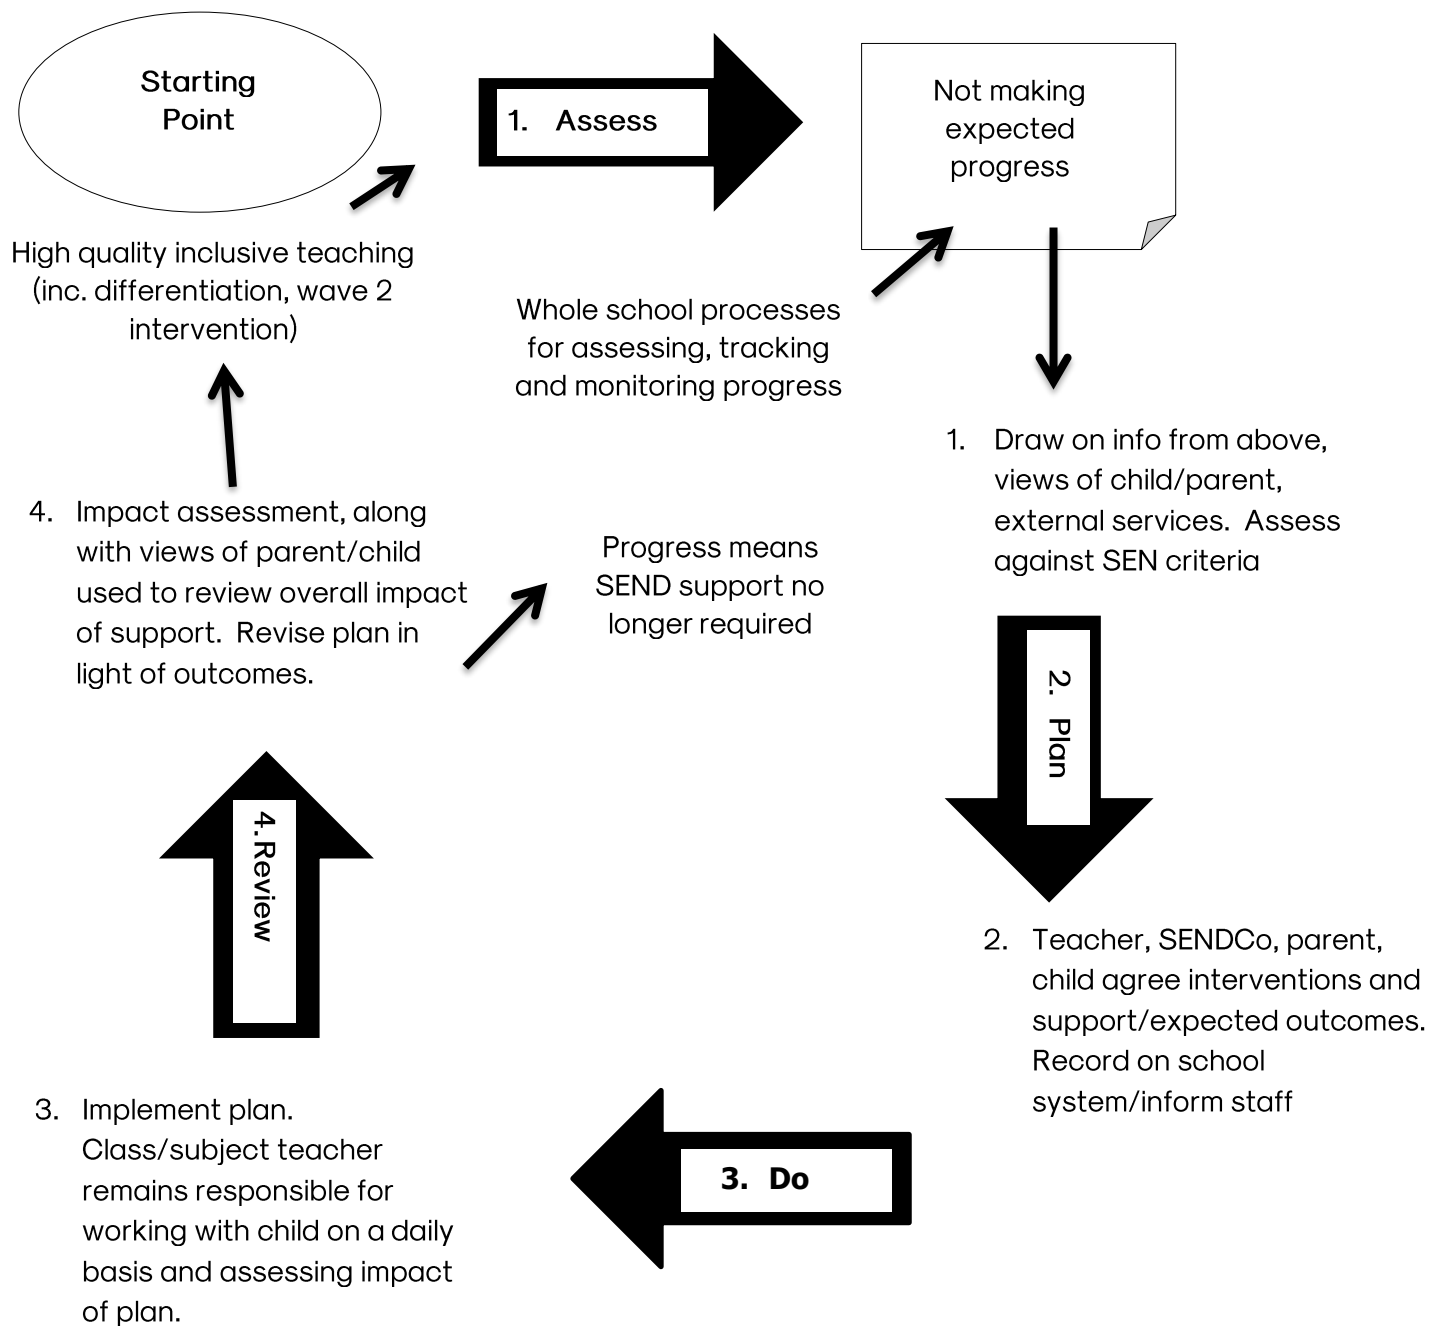 Starting
Point
1. Assess
Not making
expected
progress
High quality inclusive teaching
(inc. differentiation, wave 2
intervention)
Whole school processes
for assessing, tracking
and monitoring progress
1. Draw on info from above,
views of child/parent,
external services. Assess
against SEN criteria
2. Plan
2. Teacher, SENDCo, parent,
child agree interventions and
support/expected outcomes.
Record on school
system/inform staff
3. Do
3. Implement plan.
Class/subject teacher
remains responsible for
working with child on a daily
basis and assessing impact
of plan.
4. Review
4. Impact assessment, along
with views of parent/child
used to review overall impact
of support. Revise plan in
light of outcomes.
Progress means
SEND support no
longer required